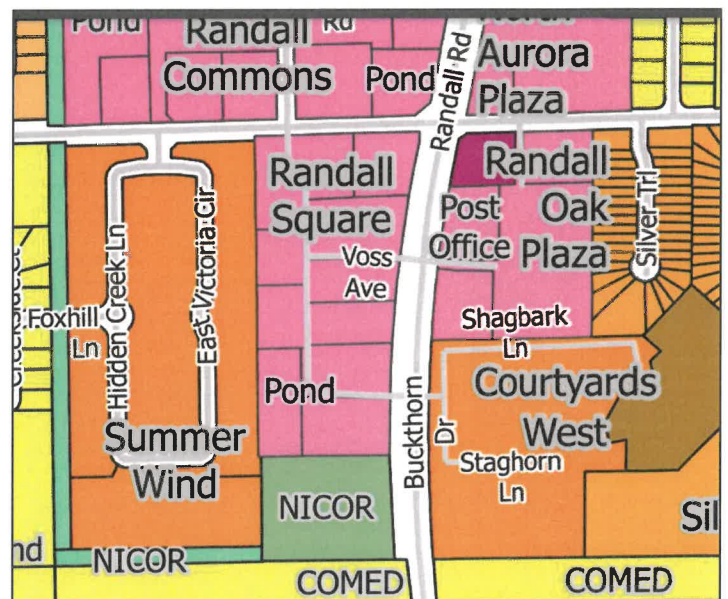 Pond
Randall
Rd
Commons
Pond
Randall Rd
North
Aurora
Plaza
Randall
Square
Randall
Oak
Plaza
Post
Office
Silver Trl
Voss
Ave
Hidden Creek Ln
East Victoria Cir
Foxhill
Ln
Shagbark
Ln
Pond
Courtyards
West
Buckthorn
Dr
Staghorn
Ln
Summer
Wind
NICOR
Sil
nd
NICOR
COMED
COMED